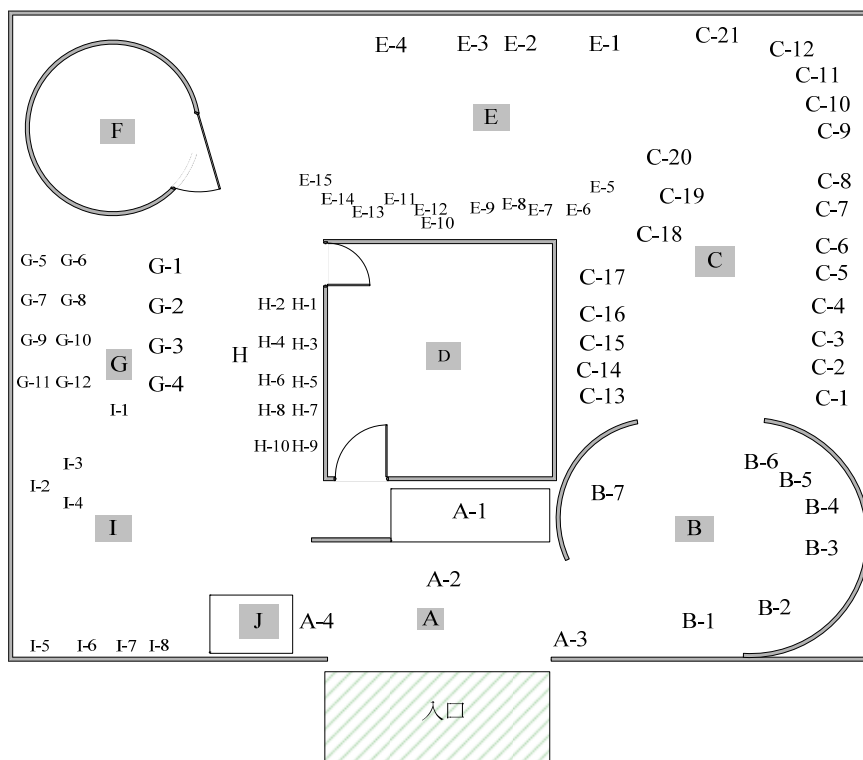 E-4 E-3 E-2 E-1 C-21 C-12
C-11
C-10
F E C-9
C-20
E-15 E-5 C-8
E-14 E-11 C-19
E-13 E-12 E-9 E-8 E-7 E-6 C-7
E-10
C-18 C-6
G-5 G-6 G-1 C
C-17 C-5
G-7 G-8 G-2 H-2 H-1 C-4
C-16
G-9 G-10 G-3 H-4 H-3 C-15 C-3
G H D
C-14 C-2
G-11 G-12 G-4 H-6 H-5
C-13 C-1
I-1 H-8 H-7
H-10 H-9
I-3 B-6
B-5
I-2 B-7
I-4 A-1 B-4
I B
B-3
A-2
B-2
J A-4 A B-1
A-3
I-5 I-6 I-7 I-8
入口